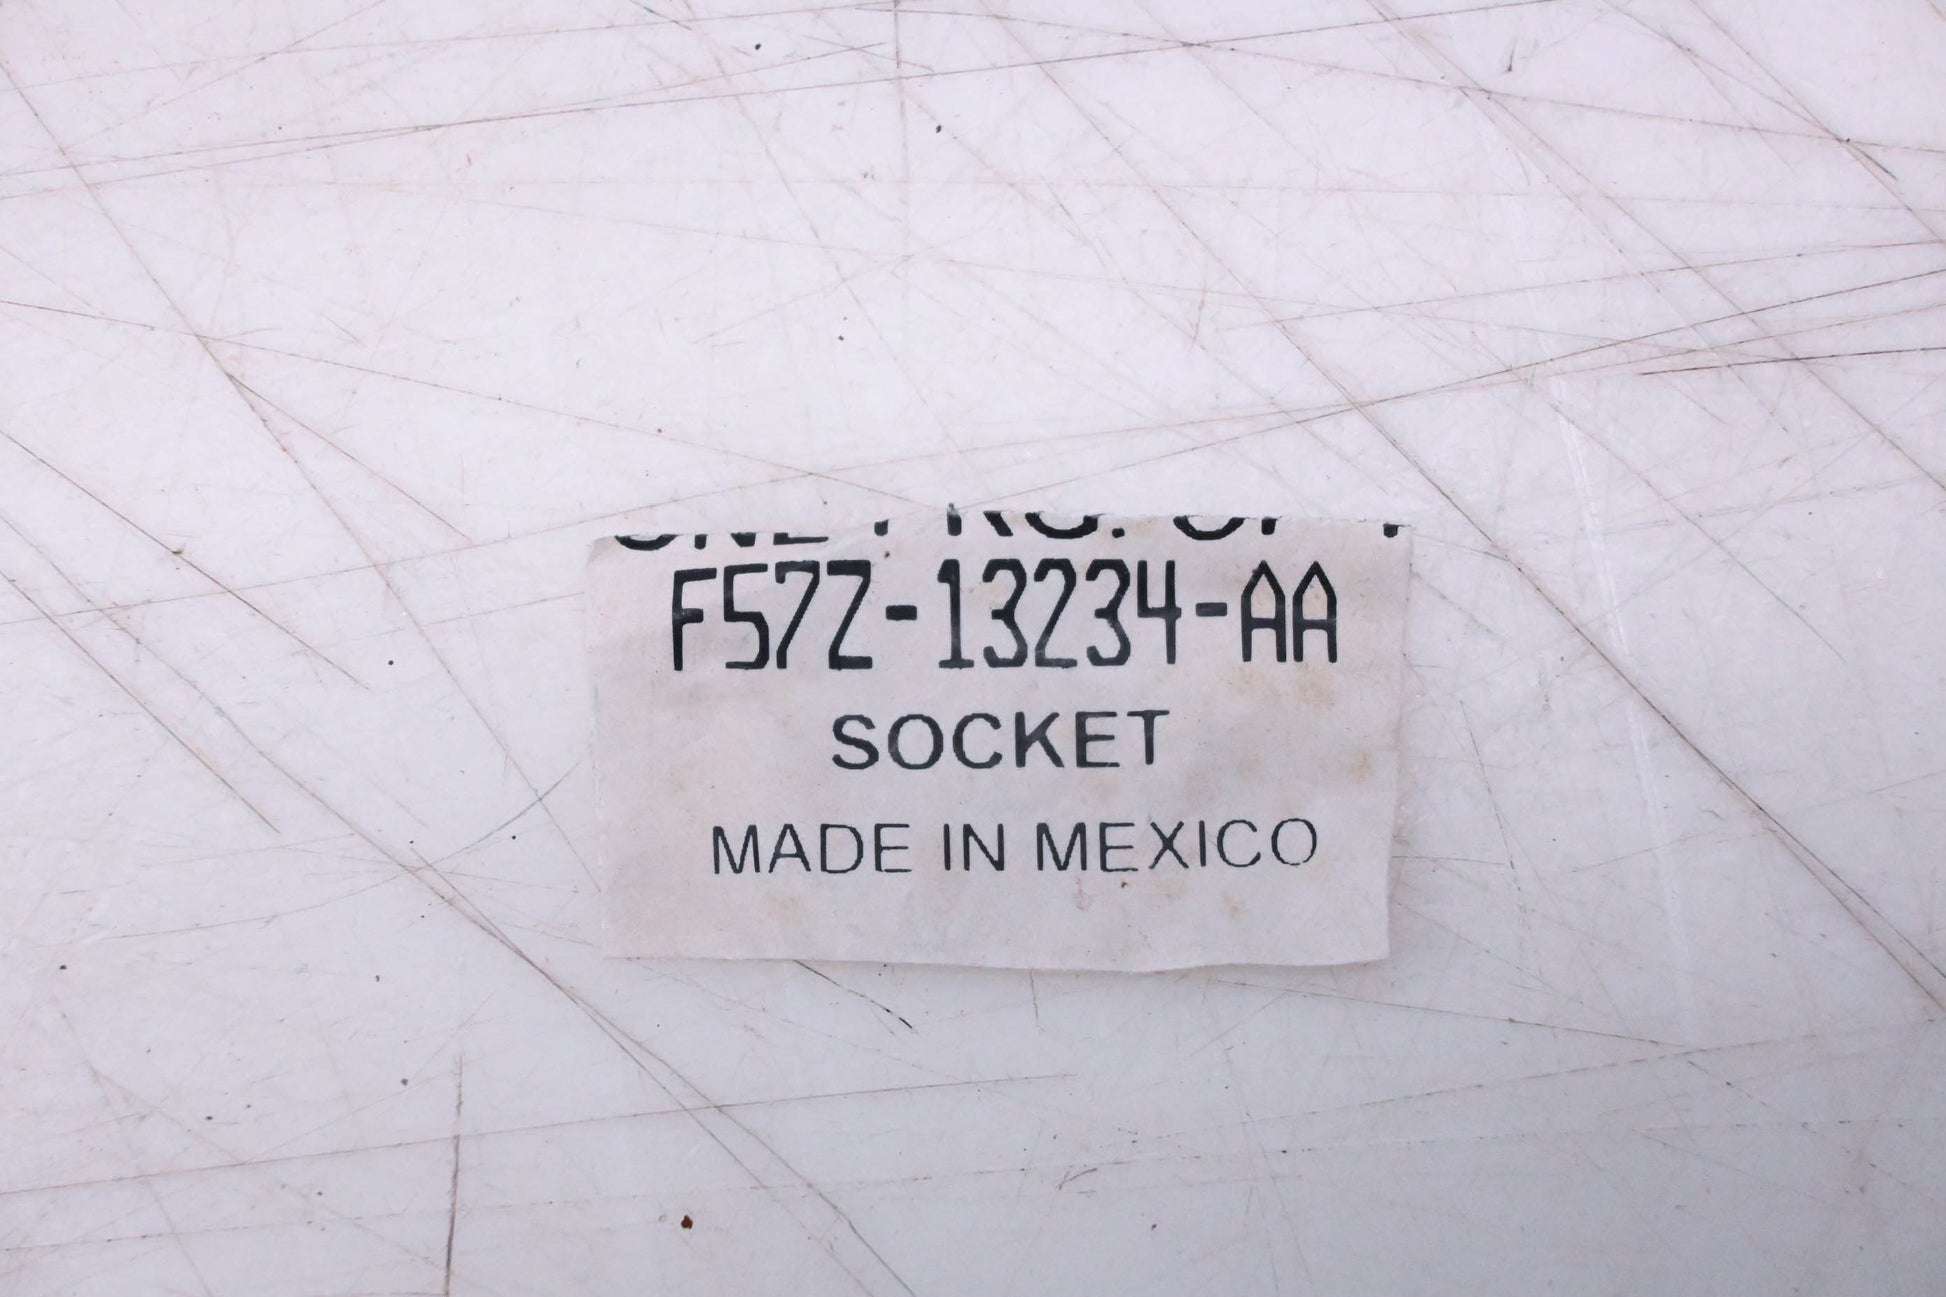 F57Z-13234-AA
SOCKET
MADE IN MEXICO